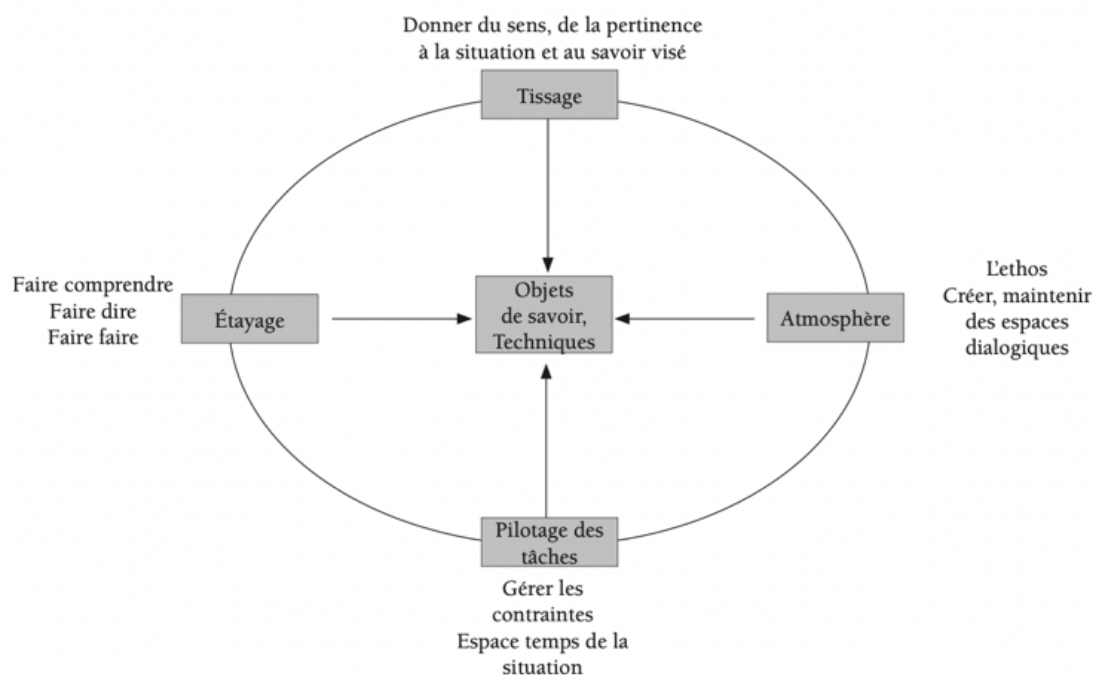 Donner du sens, de la pertinence
à la situation et au savoir visé
Tissage
Faire comprendre
Faire dire
Faire faire
Étayage
Objets
de savoir,
Techniques
Atmosphère
L'ethos
Créer, maintenir
des espaces
dialogiques
Pilotage des
tâches
Gérer les
contraintes
Espace temps de la
situation